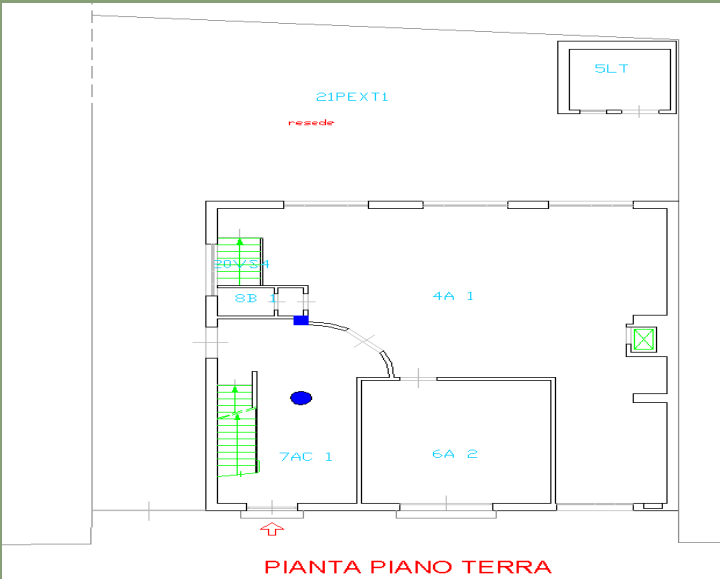 5LT
21PEXT1
resede
20VS4
8B 1
4A 1
7AC 1
6A 2
PIANTA PIANO TERRA